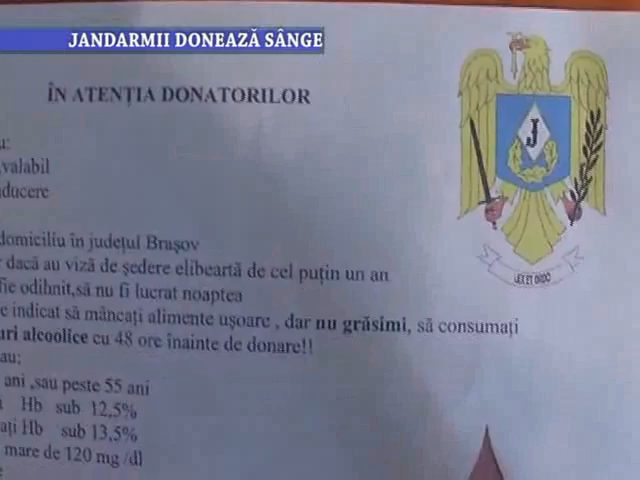 JANDARMII DONEAZĂ SÂNGE
ÎN ATENȚIA DONATORILOR
valabil
ducere
domiciliu în județul Brașov
dacă au viză de ședere elibeartă de cel puțin un an
fie odihnit,să nu fi lucrat noaptea
e indicat să mâncați alimente ușoare , dar nu grăsimi, să consumați
uri alcoolice cu 48 ore înainte de donare!!
au:
ani ,sau peste 55 ani
Hb sub 12,5%
ați Hb sub 13,5%
mare de 120 mg /dl
J
LEX ET ORDO